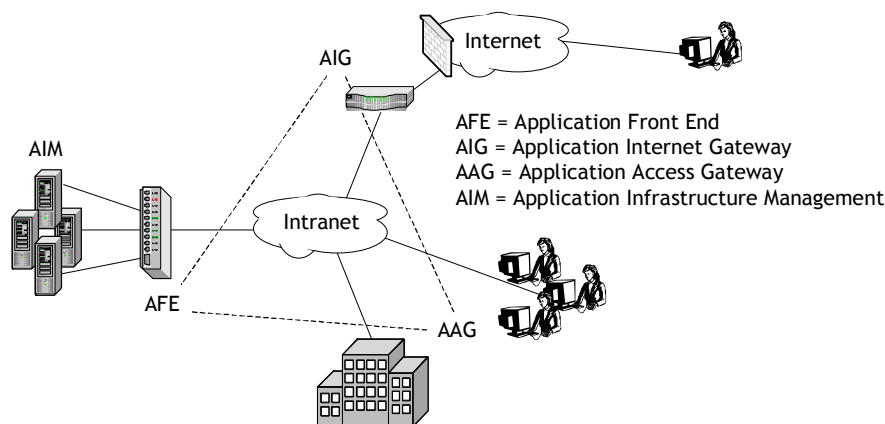 Internet
AIG
AFE = Application Front End
AIG = Application Internet Gateway
AAG = Application Access Gateway
AIM = Application Infrastructure Management
AIM
Intranet
AFE
AAG